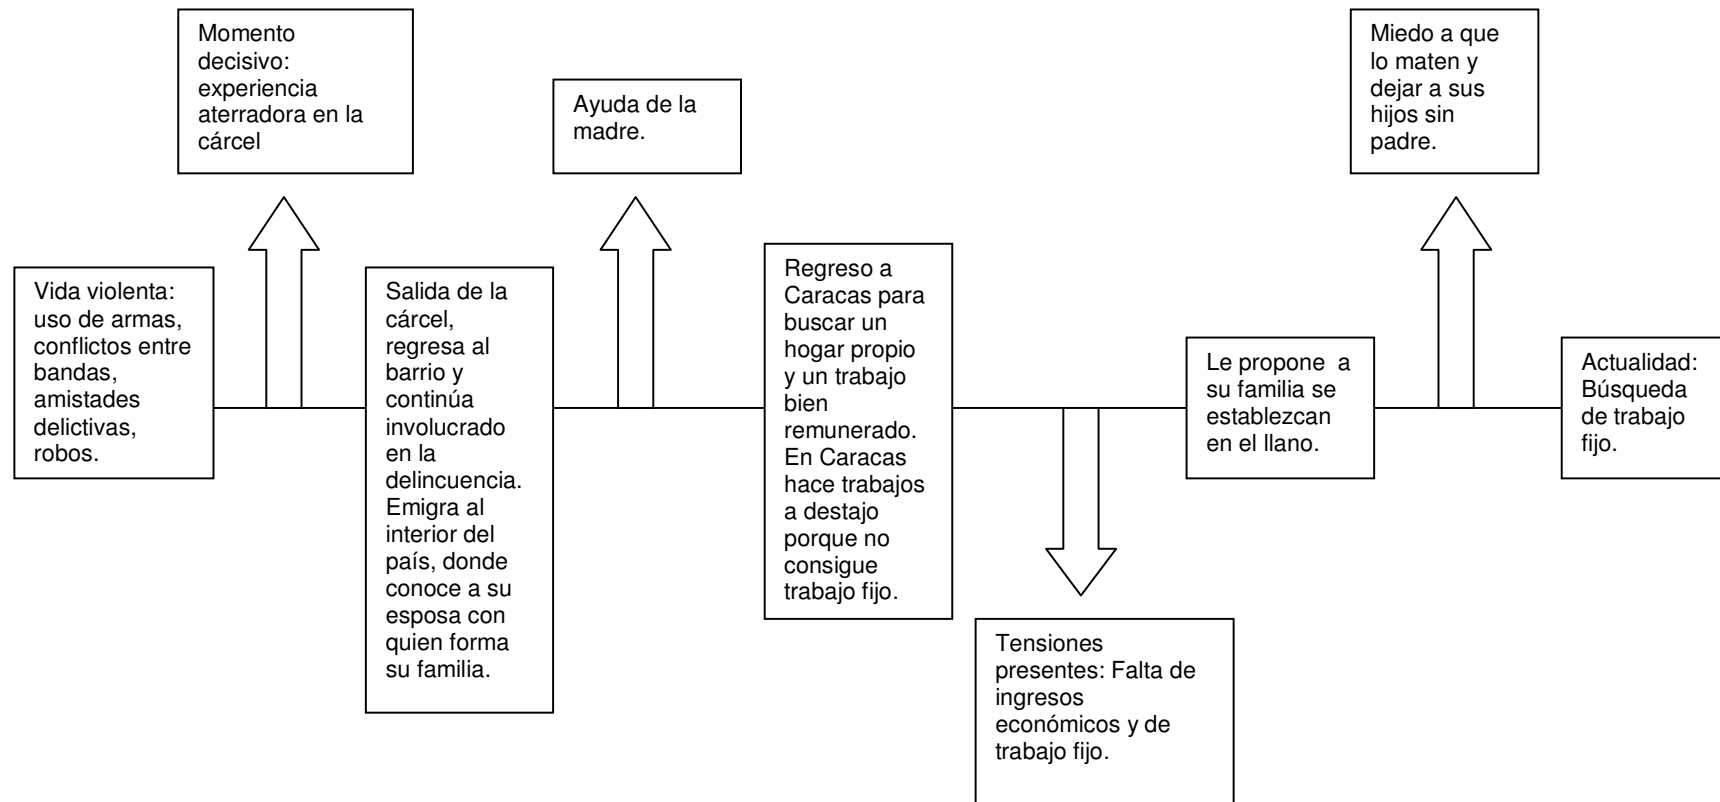 Momento
decisivo:
experiencia
aterradora en la
cárcel
Ayuda de la
madre.
Miedo a que
lo maten y
dejar a sus
hijos sin
padre.
Vida violenta:
uso de armas,
conflictos entre
bandas,
amistades
delictivas,
robos.
Salida de la
cárcel,
regresa al
barrio y
continúa
involucrado
en la
delincuencia.
Emigra al
interior del
país, donde
conoce a su
esposa con
quien forma
su familia.
Regreso a
Caracas para
buscar un
hogar propio
y un trabajo
bien
remunerado.
En Caracas
hace trabajos
a destajo
porque no
consigue
trabajo fijo.
Tensiones
presentes: Falta de
ingresos
económicos y de
trabajo fijo.
Le propone  a
su familia se
establezcan
en el llano.
Actualidad:
Búsqueda
de trabajo
fijo.